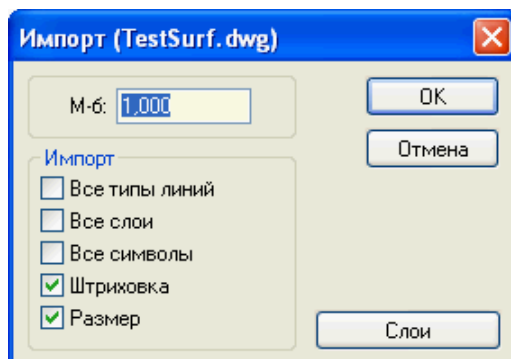 Импорт (TestSurf.dwg)
М-б: 1,000
OK
Отмена
Импорт
Все типы линий
Все слои
Все символы
Штриховка
Размер
Слои